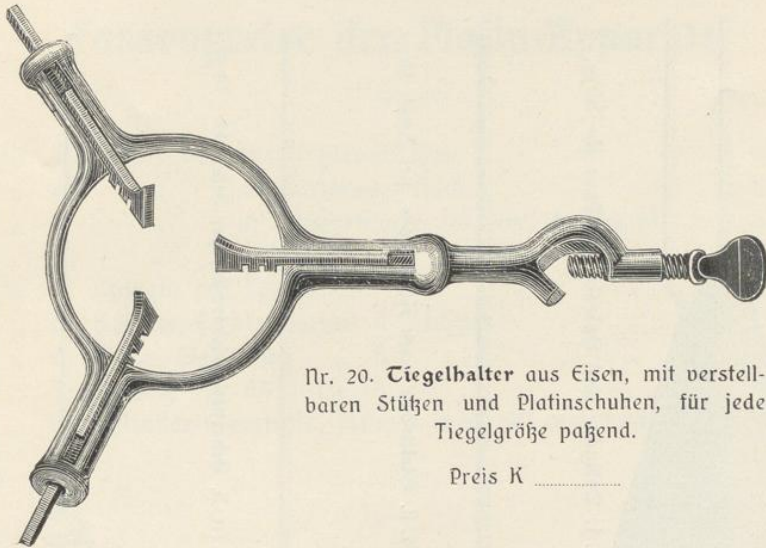 Nr. 20. Tiegelhalter aus Eisen, mit verstell-
baren Stützen und Platinschuhen, für jede
Tiegelgröße paßend.
Preis K ....................